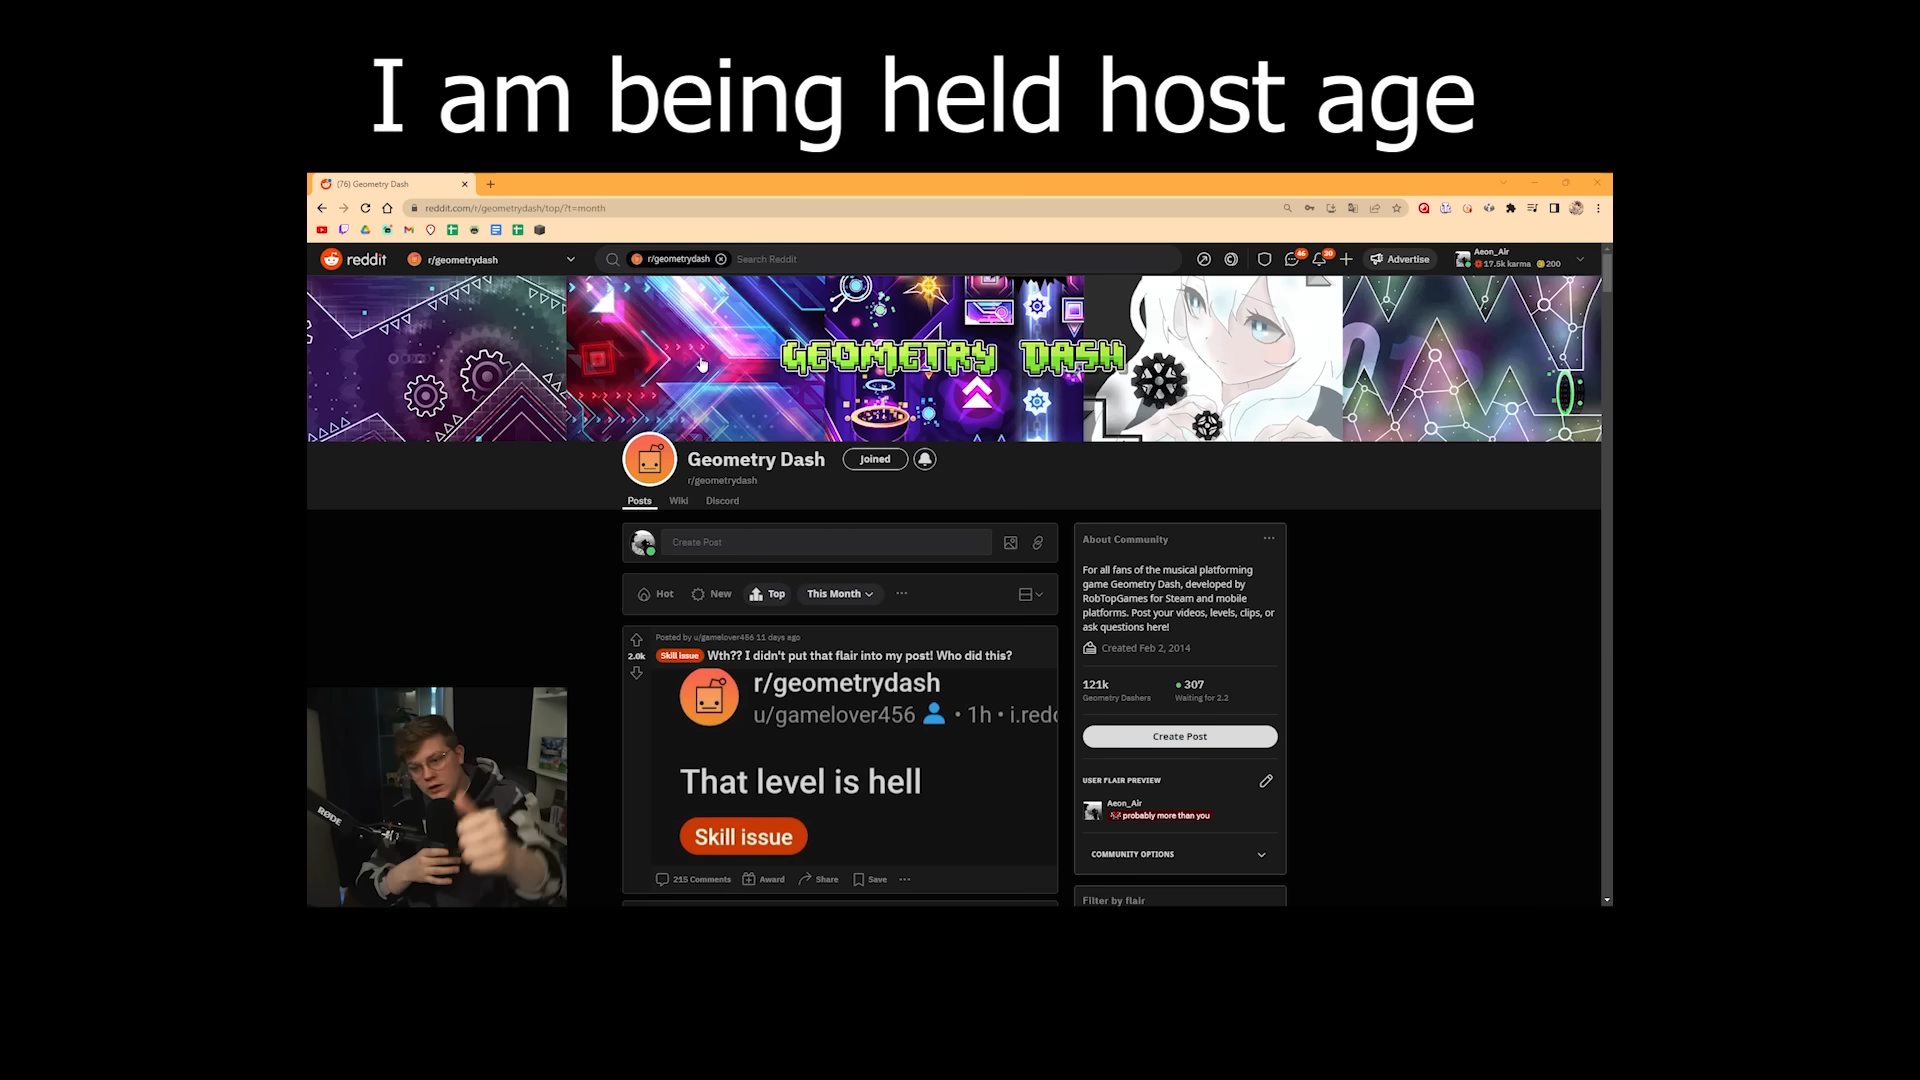 I am being held host age
(76) Geometry Dash
reddit.com/r/geometrydash/top/?t=month
reddit
r/geometrydash
r/geometrydash
Search Reddit
46
30
Advertise
Aeon_Air
17.5k karma
200
GEOMETRY DASH
Geometry Dash
Joined
r/geometrydash
Posts
Wiki
Discord
Create Post
Hot
New
Top
This Month
Posted by u/gamelover456 11 days ago
2.0k
Skill issue Wth?? I didn't put that flair into my post! Who did this?
r/geometrydash
u/gamelover456 • 1h • i.redd
That level is hell
Skill issue
215 Comments
Award
Share
Save
About Community
For all fans of the musical platforming
game Geometry Dash, developed by
RobTopGames for Steam and mobile
platforms. Post your videos, levels, clips, or
ask questions here!
Created Feb 2, 2014
121k
307
Geometry Dashers
Waiting for 2.2
Create Post
USER FLAIR PREVIEW
Aeon_Air
probably more than you
COMMUNITY OPTIONS
Filter by flair
RØDE